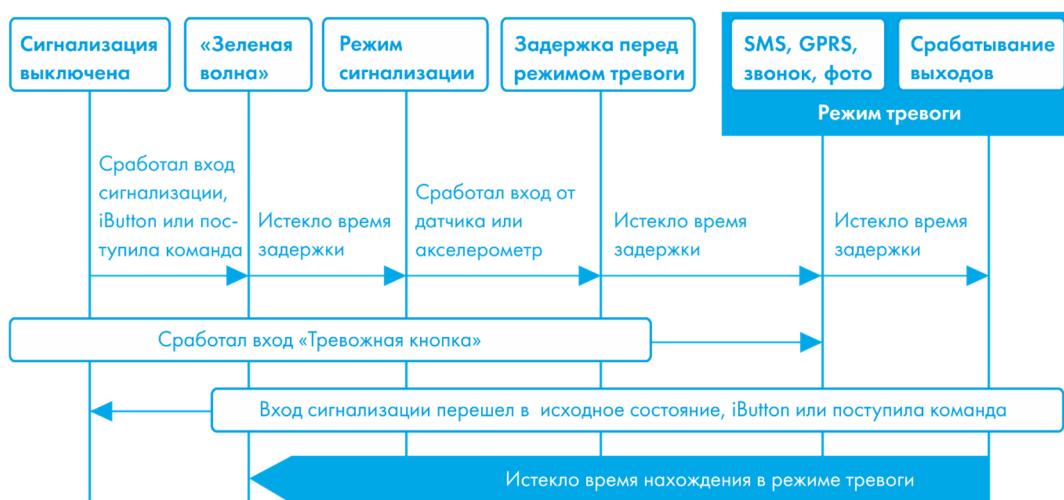 Сигнализация
выключена
«Зеленая
волна»
Режим
сигнализации
Задержка перед
режимом тревоги
SMS, GPRS,
звонок, фото
Срабатывание
выходов
Режим тревоги
Сработал вход
сигнализации,
iButton или пос-
тупила команда
Истекло время
задержки
Сработал вход от
датчика или
акселерометр
Истекло время
задержки
Истекло время
задержки
Сработал вход «Тревожная кнопка»
Вход сигнализации перешел в исходное состояние, iButton или поступила команда
Истекло время нахождения в режиме тревоги